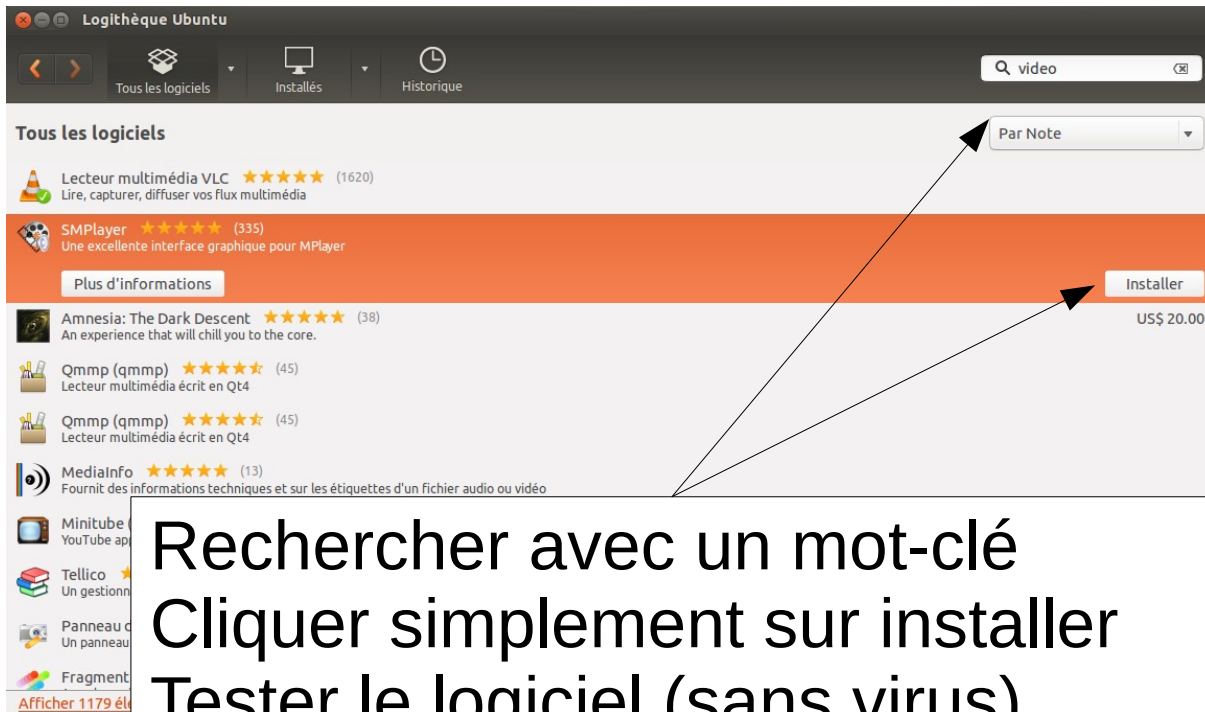 Logithèque Ubuntu
Tous les logiciels
Installés
Historique
video
Tous les logiciels
Par Note
Lecteur multimédia VLC (1620)
Lire, capturer, diffuser vos flux multimédia
SMPlayer (335)
Une excellente interface graphique pour MPlayer
Plus d'informations
Installer
Amnesia: The Dark Descent (38)
US$ 20.00
An experience that will chill you to the core.
Qmmp (qmmp) (45)
Lecteur multimédia écrit en Qt4
Qmmp (qmmp) (45)
Lecteur multimédia écrit en Qt4
MediaInfo (13)
Fournit des informations techniques et sur les étiquettes d'un fichier audio ou vidéo
Minitube (
YouTube
Tellico
Un
Panneau
Un panneau
Fragment
Afficher 1179
Rechercher avec un mot-clé
Cliquer simplement sur installer
Tester le logiciel (sans virus)